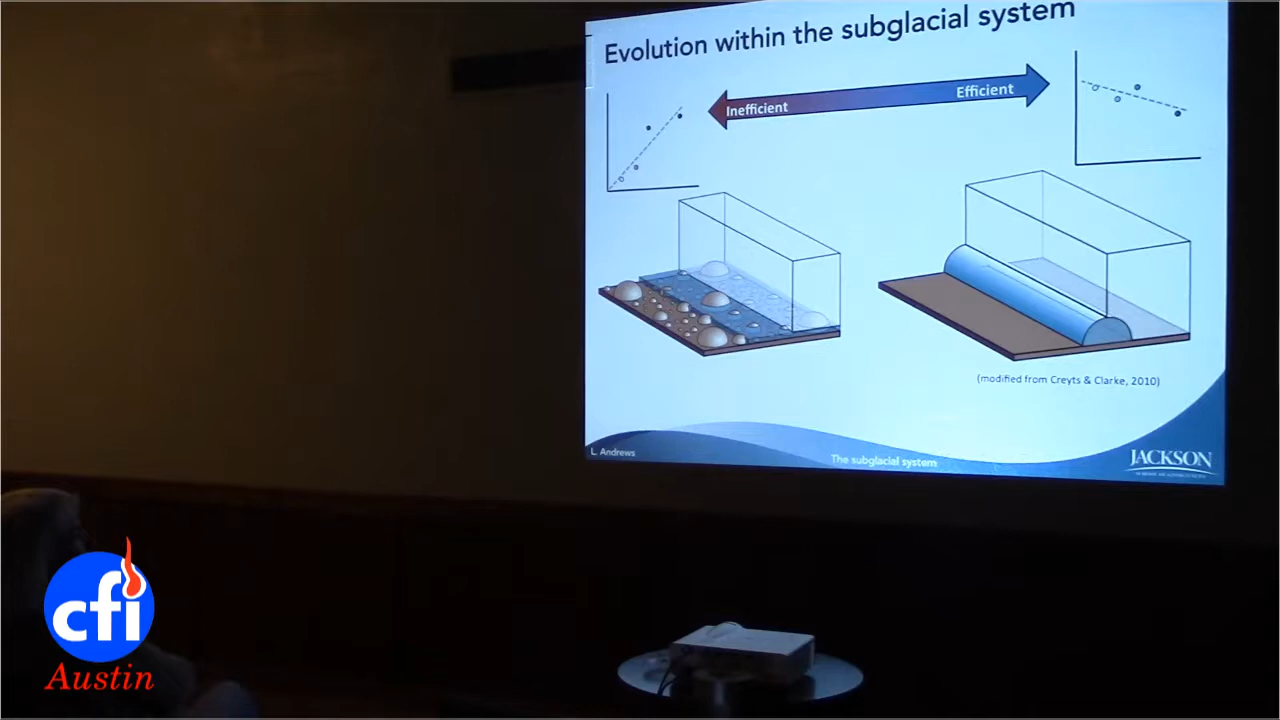 Evolution within the subglacial system
Inefficient
Efficient
(modified from Creyts & Clarke, 2010)
L. Andrews
The subglacial system
JACKSON
cfi
Austin